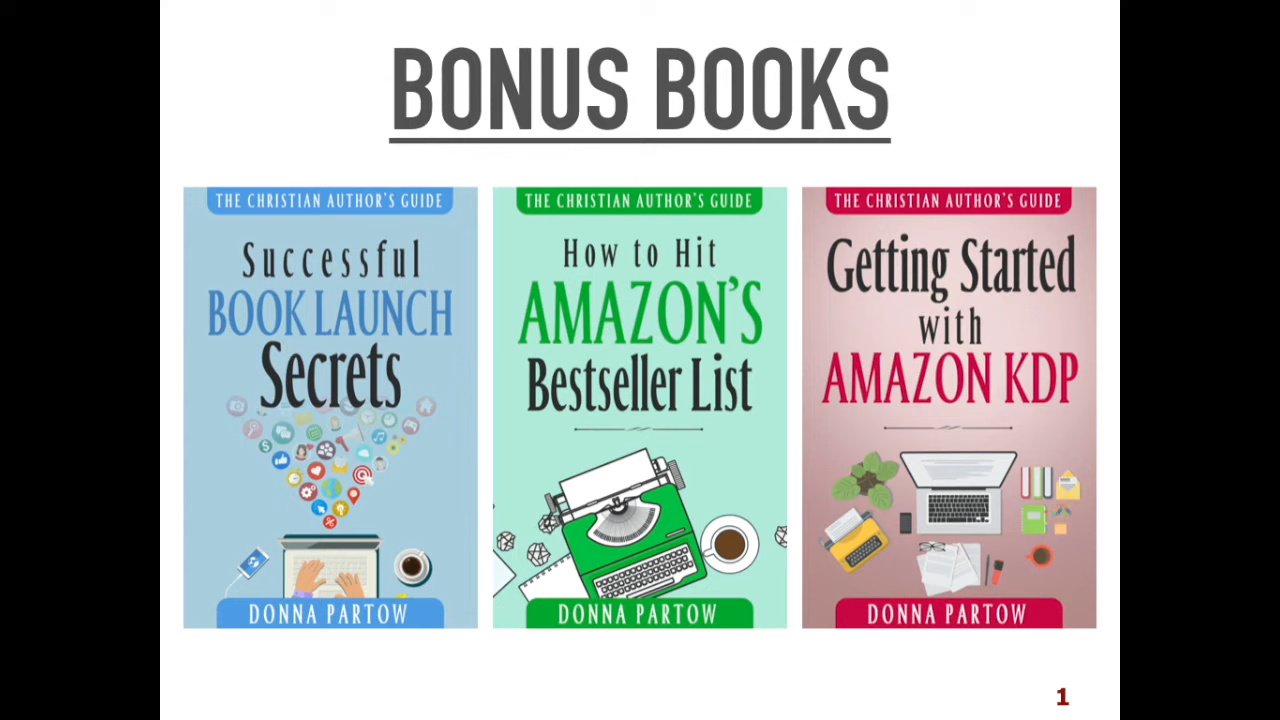 BONUS BOOKS
THE CHRISTIAN AUTHOR'S GUIDE
Successful
BOOK LAUNCH
Secrets
DONNA PARTOW
THE CHRISTIAN AUTHOR'S GUIDE
How to Hit
AMAZON'S
Bestseller List
DONNA PARTOW
THE CHRISTIAN AUTHOR'S GUIDE
Getting Started
with
AMAZON KDP
DONNA PARTOW
1